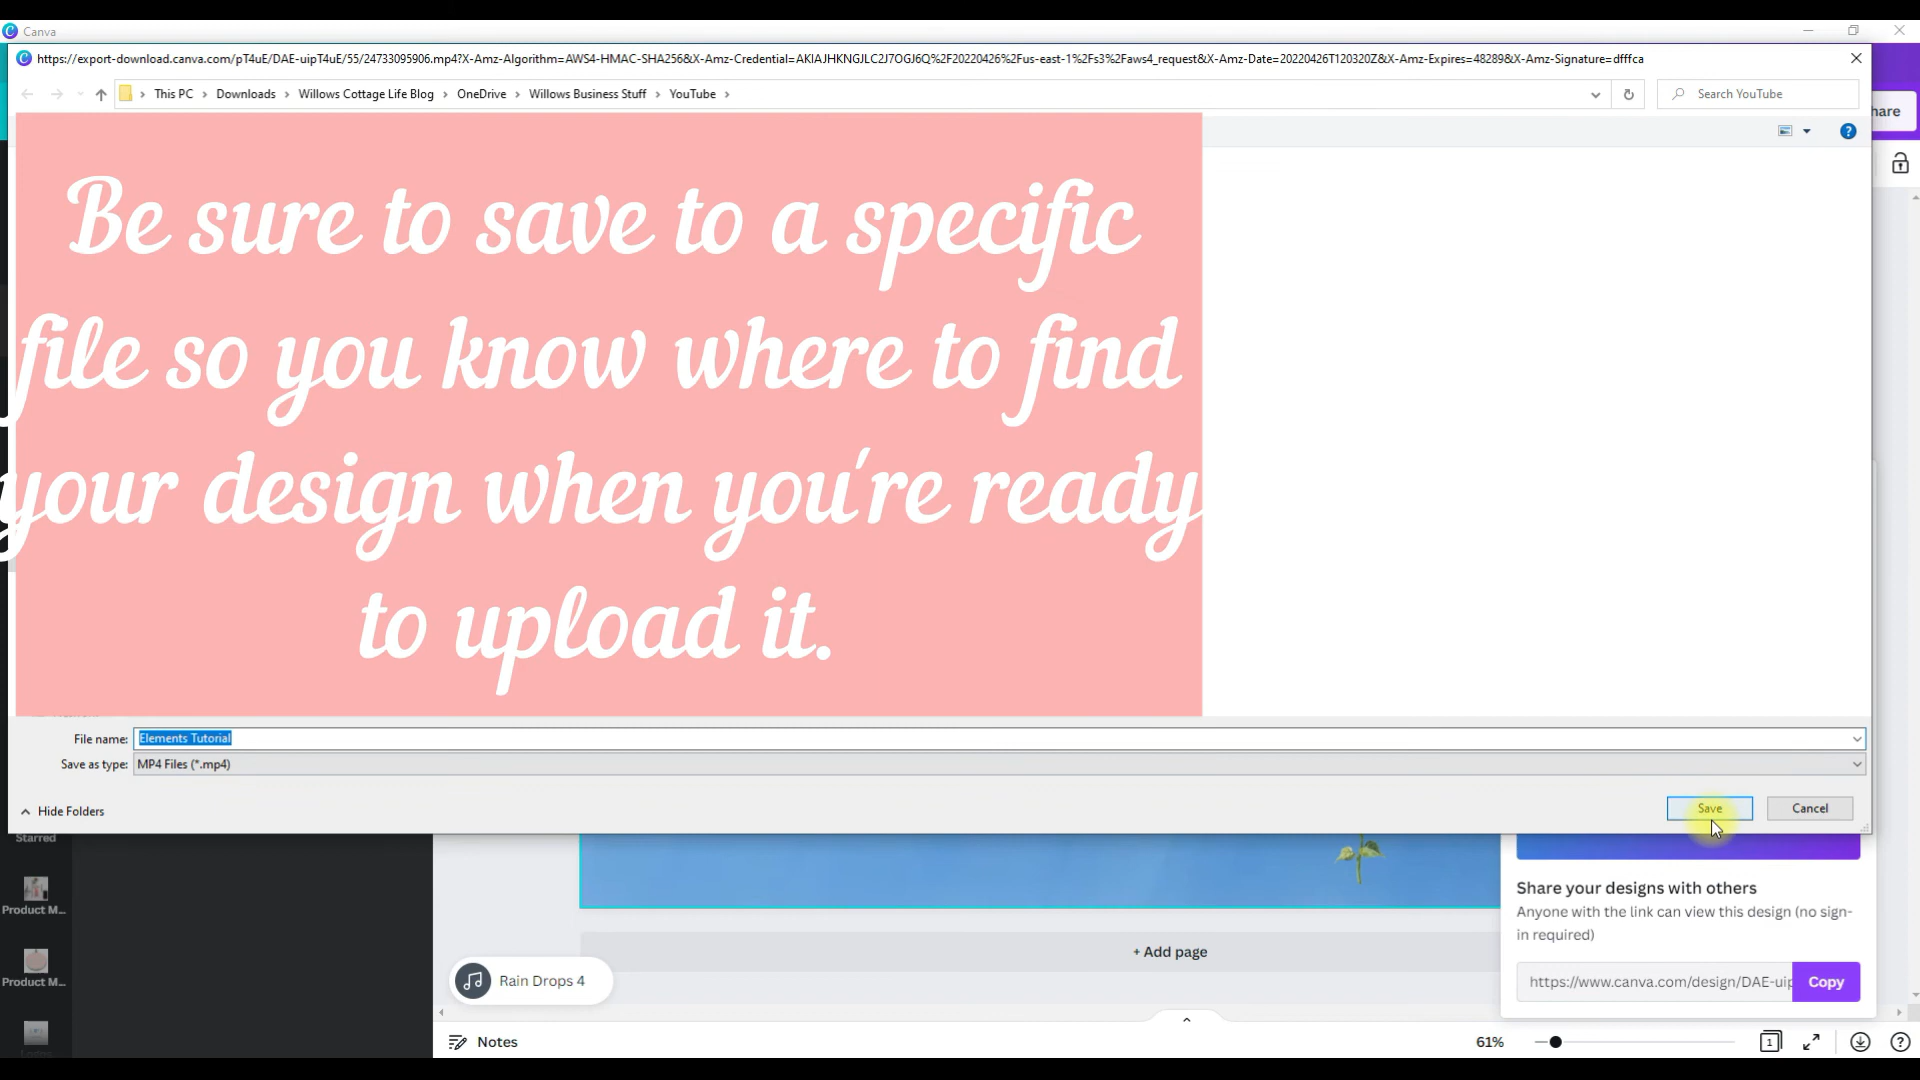 Canva
https://export-download.canva.com/pT4uE/DAE-uipT4uE/55/24733095906.mp4?X-Amz-Algorithm=AWS4-HMAC-SHA256&X-Amz-Credential=AKIAJHKNGJLC2J7OGJ6Q%2F20220426%2Fus-east-1%2Fs3%2Faws4_request&X-Amz-Date=20220426T120320Z&X-Amz-Expires=48289&X-Amz-Signature=dfffca
This PC > Downloads > Willows Cottage Life Blog > OneDrive > Willows Business Stuff > YouTube >
Search YouTube
hare
Be sure to save to a specific
file so you know where to find
your design when you're ready
to upload it.
File name: Elements Tutorial
Save as type: MP4 Files (*.mp4)
Hide Folders
Save
Cancel
Starred
Product M...
Product M...
Share your designs with others
Anyone with the link can view this design (no sign-
in required)
https://www.canva.com/design/DAE-uip
Copy
+ Add page
Rain Drops 4
Notes
61%
1